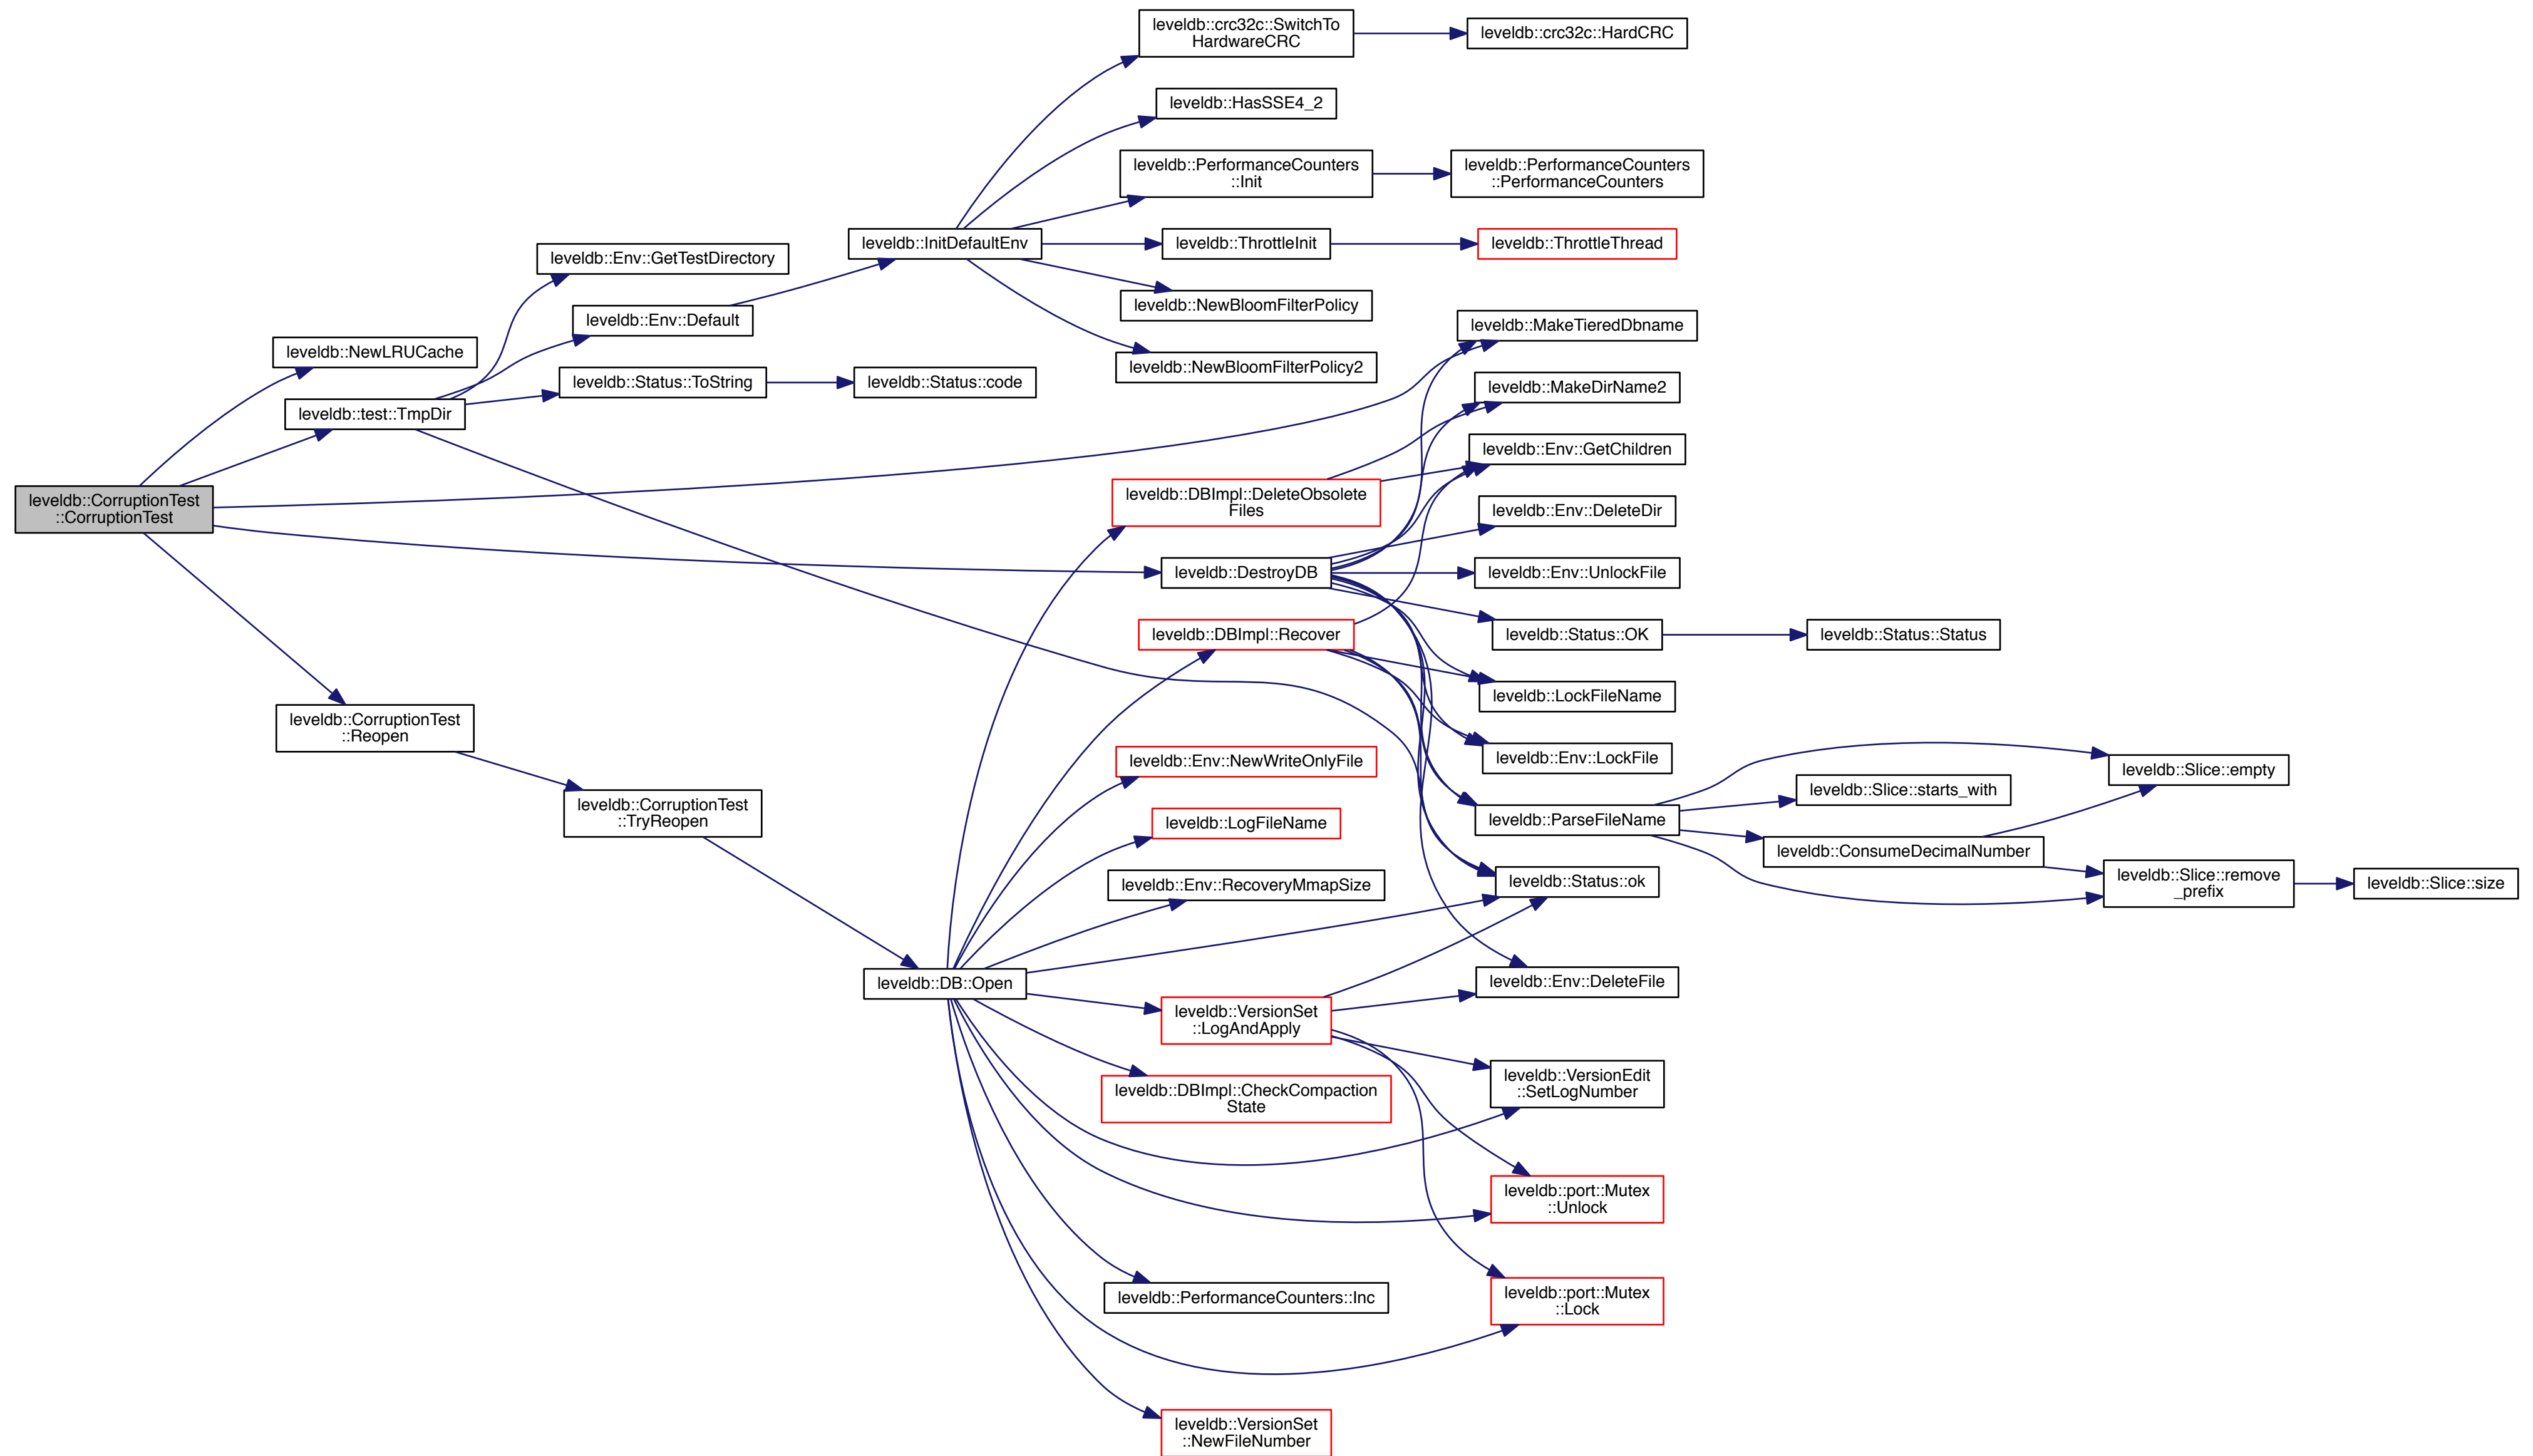 leveldb::CorruptionTest
::CorruptionTest
leveldb::NewLRUCache
leveldb::test::TmpDir
leveldb::CorruptionTest
::Reopen
leveldb::Env::GetTestDirectory
leveldb::Env::Default
leveldb::Status::ToString
leveldb::CorruptionTest
::TryReopen
leveldb::InitDefaultEnv
leveldb::Status::code
leveldb::DB::Open
leveldb::crc32c::SwitchTo
HardwareCRC
leveldb::HasSSE4_2
leveldb::PerformanceCounters
::Init
leveldb::ThrottleInit
leveldb::NewBloomFilterPolicy
leveldb::NewBloomFilterPolicy2
leveldb::DBImpl::DeleteObsolete
Files
leveldb::DestroyDB
leveldb::DBImpl::Recover
leveldb::Env::NewWriteOnlyFile
leveldb::LogFileName
leveldb::Env::RecoveryMmapSize
leveldb::VersionSet
::LogAndApply
leveldb::DBImpl::CheckCompaction
State
leveldb::PerformanceCounters::Inc
leveldb::VersionSet
::NewFileNumber
leveldb::crc32c::HardCRC
leveldb::PerformanceCounters
::PerformanceCounters
leveldb::ThrottleThread
leveldb::MakeTieredDbname
leveldb::MakeDirName2
leveldb::Env::GetChildren
leveldb::Env::DeleteDir
leveldb::Env::UnlockFile
leveldb::Status::OK
leveldb::LockFileName
leveldb::Env::LockFile
leveldb::ParseFileName
leveldb::Status::ok
leveldb::Env::DeleteFile
leveldb::VersionEdit
::SetLogNumber
leveldb::port::Mutex
::Unlock
leveldb::port::Mutex
::Lock
leveldb::Status::Status
leveldb::Slice::starts_with
leveldb::ConsumeDecimalNumber
leveldb::Slice::empty
leveldb::Slice::remove
_prefix
leveldb::Slice::size